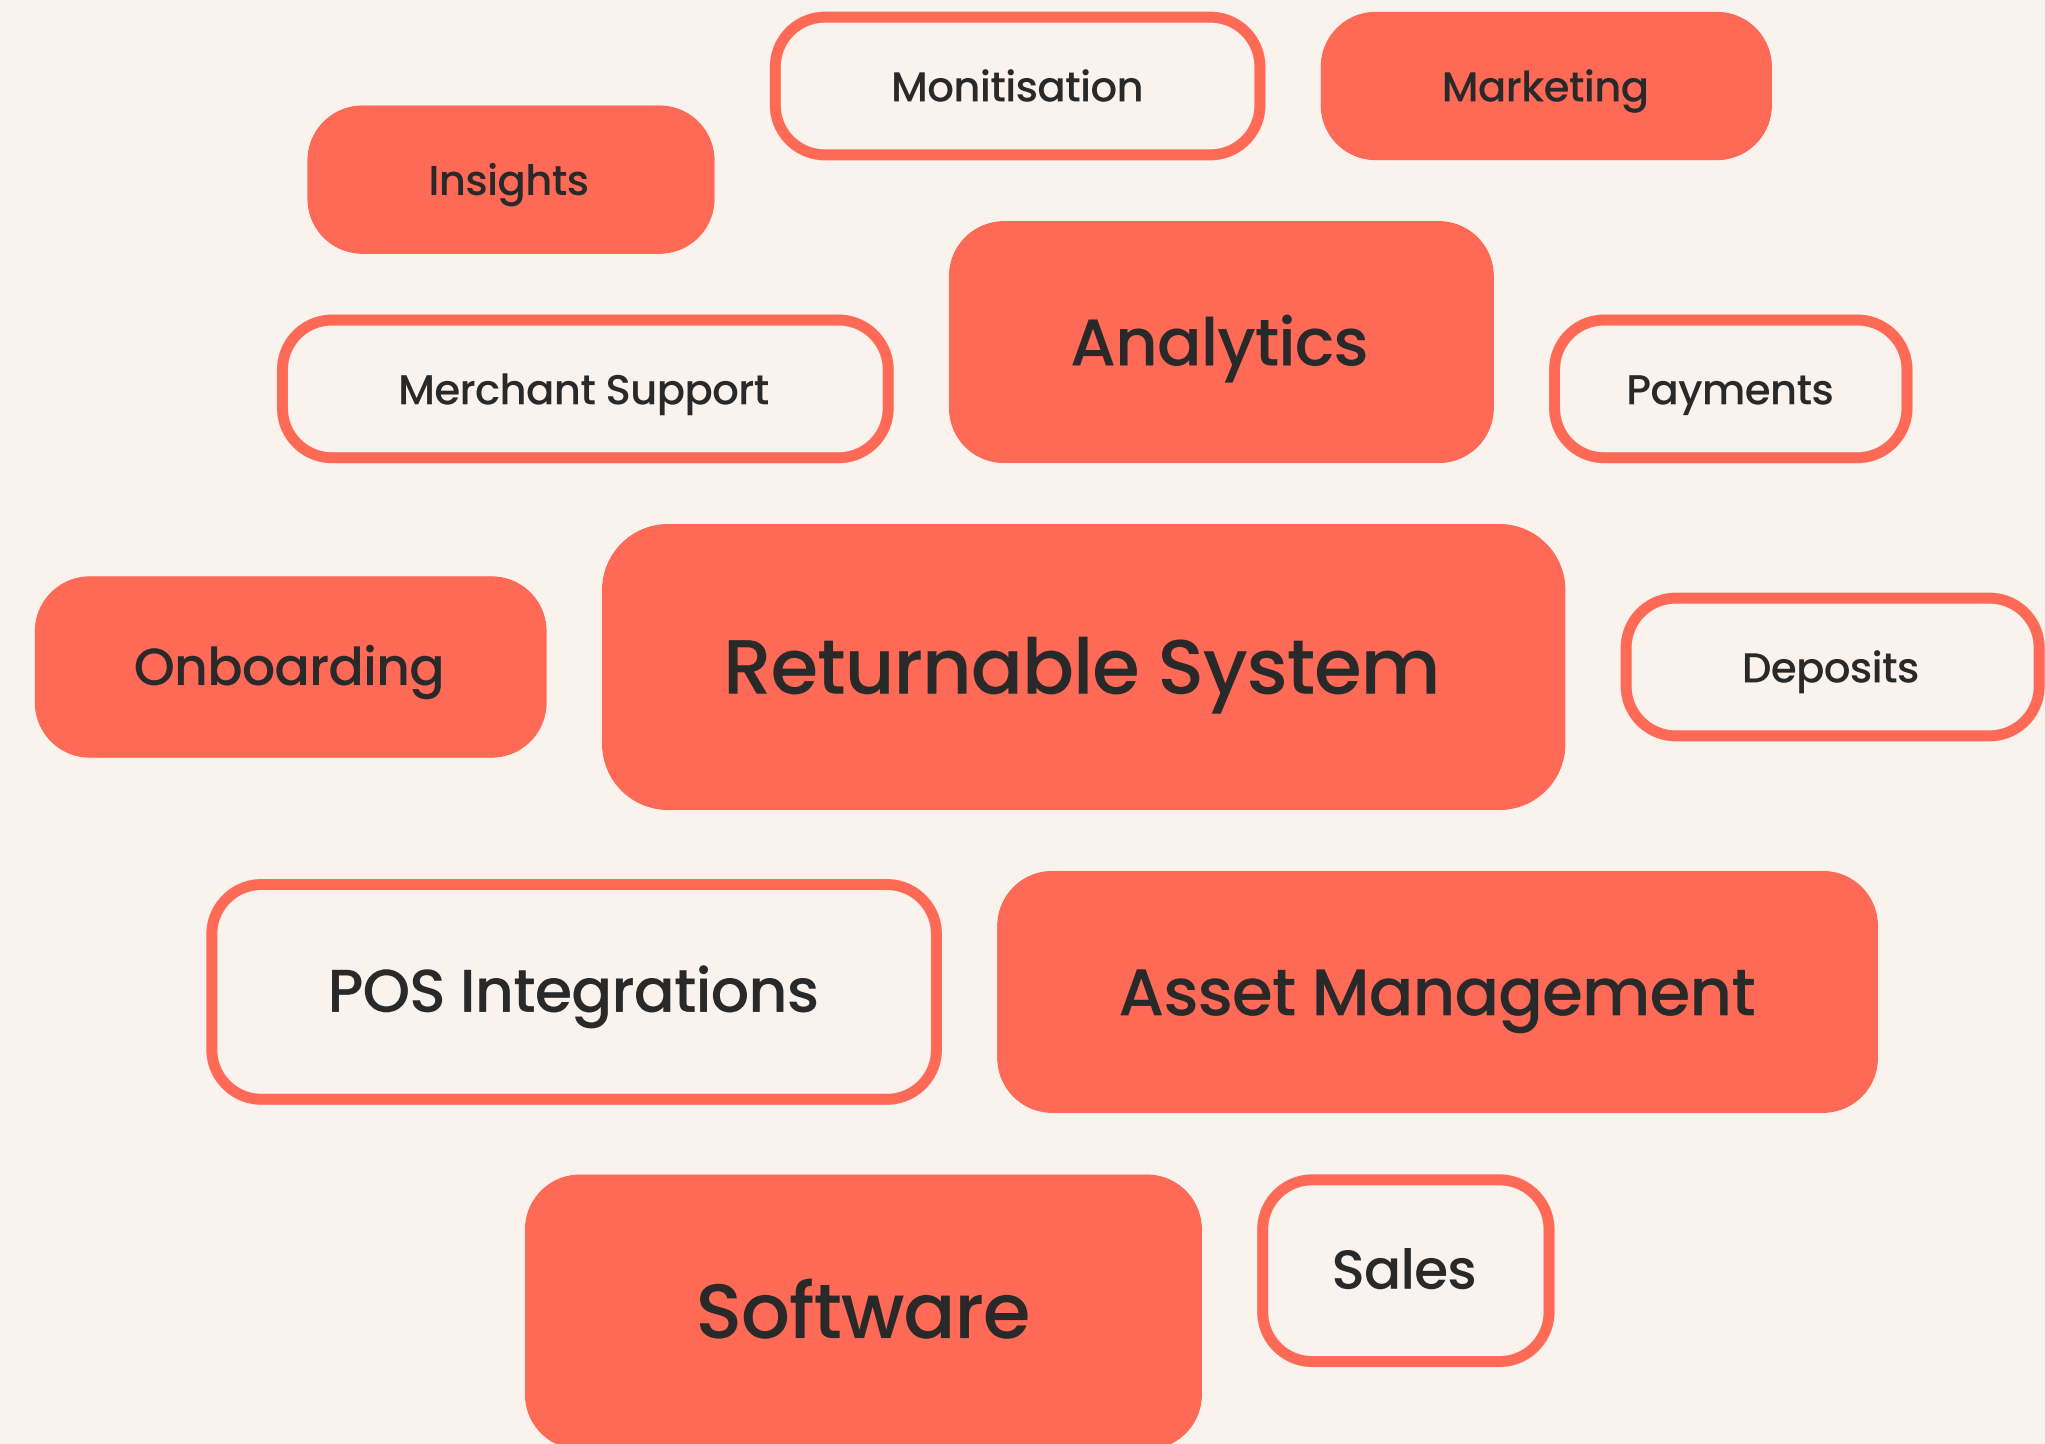 Monitisation
Marketing
Insights
Analytics
Merchant Support
Payments
Onboarding
Returnable System
Deposits
POS Integrations
Asset Management
Software
Sales